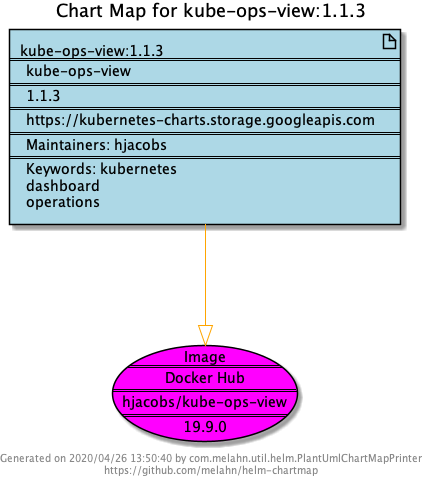 Chart Map for kube-ops-view:1.1.3
kube-ops-view:1.1.3
kube-ops-view
1.1.3
https://kubernetes-charts.storage.googleapis.com
Maintainers: hjacobs
Keywords: kubernetes
dashboard
operations
Image
Docker Hub
hjacobs/kube-ops-view
19.9.0
Generated on 2020/04/26 13:50:40 by com.melahn.util.helm.PlantUmlChartMapPrinter
https://github.com/melahn/helm-chartmap